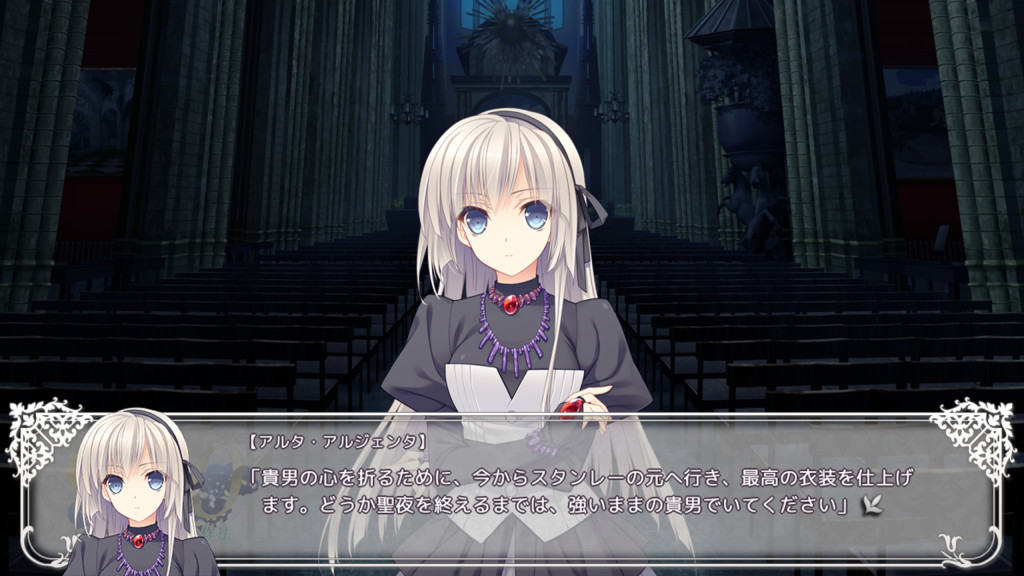 【アルタ・アルジェンタ】
「貴男の心を折るために、今からスタンレーの元へ行き、最高の衣装を仕上げ
ます。どうか聖夜を終えるまでは、強いままの貴男でいてください」